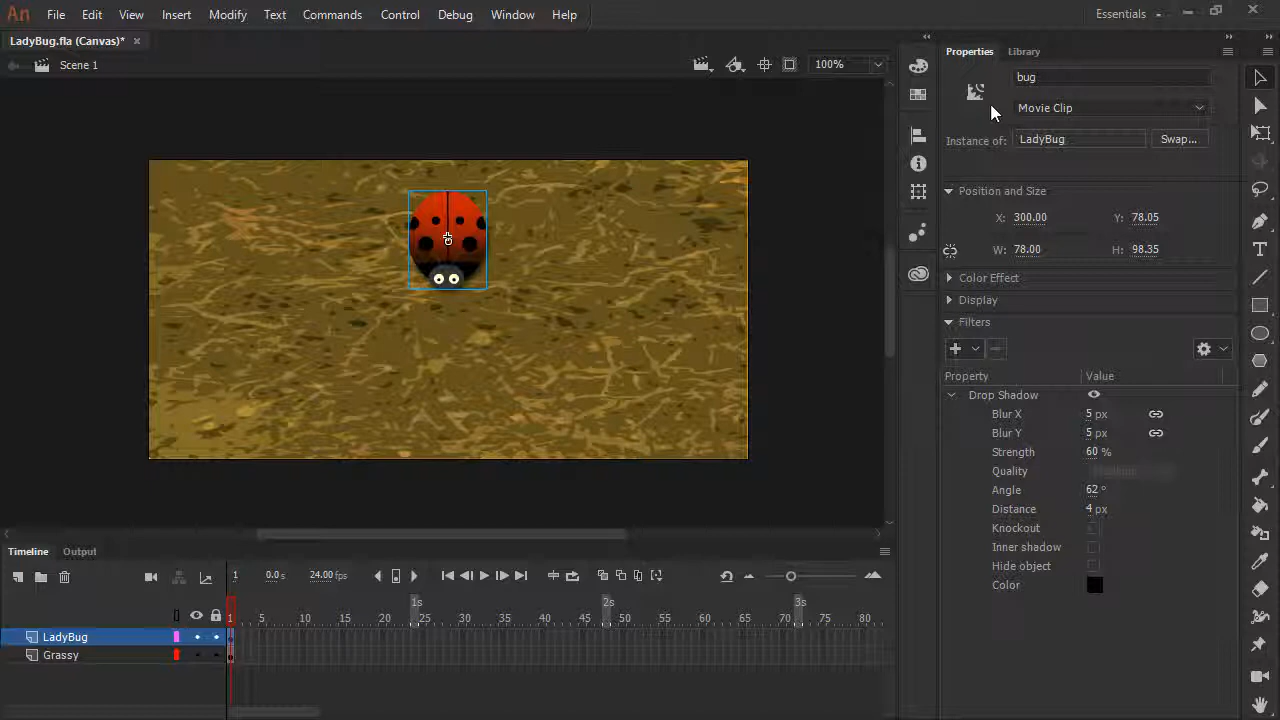 An File Edit View Insert Modify Text Commands Control Debug Window Help Essentials
LadyBug.fla (Canvas)* ×
Properties Library
Scene 1 100%
bug
Movie Clip
Instance of: LadyBug Swap...
Position and Size
X: 300.00 Y: 78.05
W: 78.00 H: 98.35
Color Effect
Display
Filters
Property Value
Drop Shadow
Blur X 5 px
Blur Y 5 px
Strength 60 %
Quality
Angle 62 °
Distance 4 px
Knockout
Inner shadow
Hide object
Color
Timeline Output
1 0.0 s 24.00 fps
1s 2s 3s
1 5 10 15 20 25 30 35 40 45 50 55 60 65 70 75 80
LadyBug
Grassy